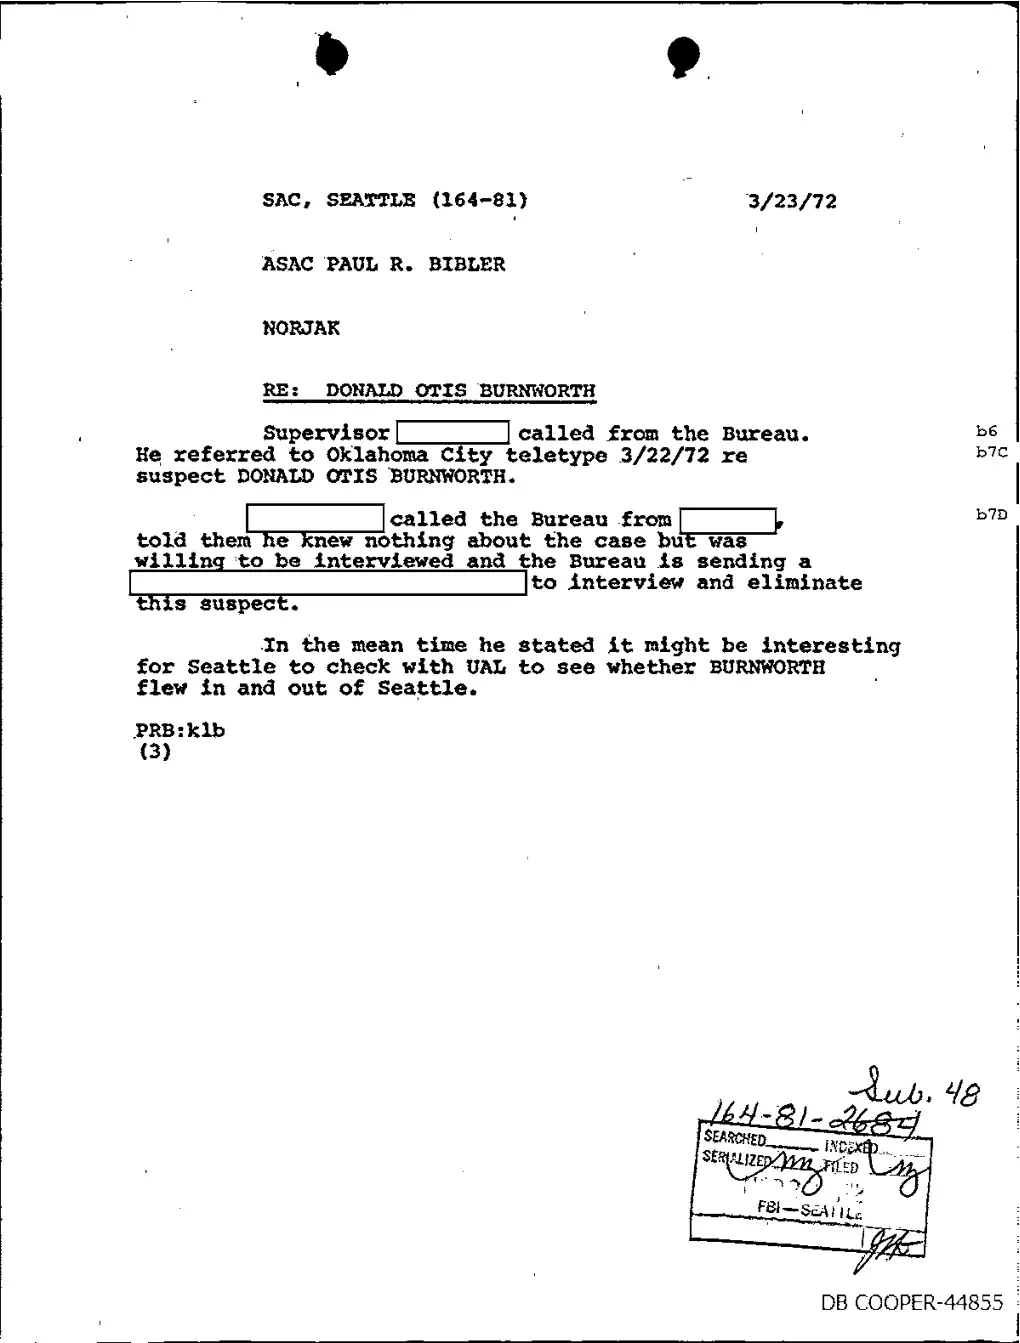 SAC, SEATTLE (164-81) 3/23/72
ASAC PAUL R. BIBLER
NORJAK
RE: DONALD OTIS BURNWORTH
Supervisor called from the Bureau. b6
He referred to Oklahoma City teletype 3/22/72 re b7C
suspect DONALD OTIS BURNWORTH.
called the Bureau from , b7D
told them he knew nothing about the case but was
willing to be interviewed and the Bureau is sending a
to interview and eliminate
this suspect.
In the mean time he stated it might be interesting
for Seattle to check with UAL to see whether BURNWORTH
flew in and out of Seattle.
PRB:klb
(3)
Sub. 48
164-81-2684
SEARCHED INDEXED
SERIALIZED FILED
FBI—SEATTLE
DB COOPER-44855